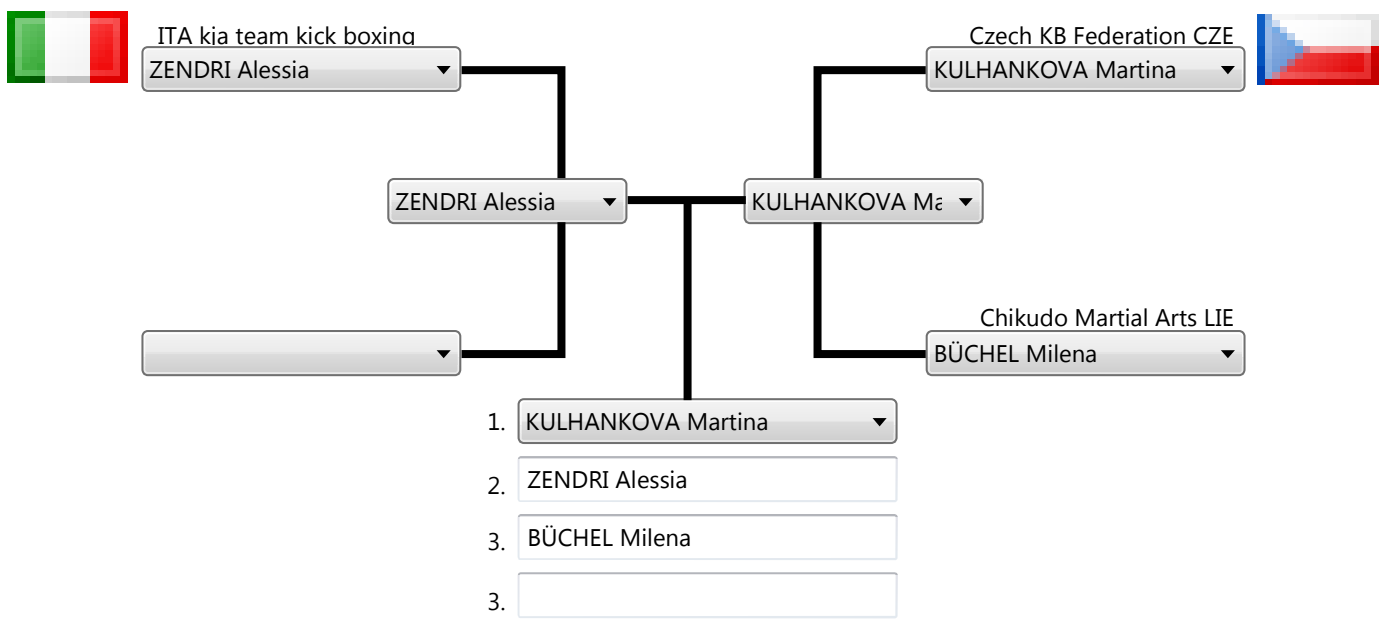 ITA kja team kick boxing
Czech KB Federation CZE
ZENDRI Alessia
KULHANKOVA Martina
ZENDRI Alessia
KULHANKOVA Ma
Chikudo Martial Arts LIE
BÜCHEL Milena
1. KULHANKOVA Martina
2. ZENDRI Alessia
3. BÜCHEL Milena
3.